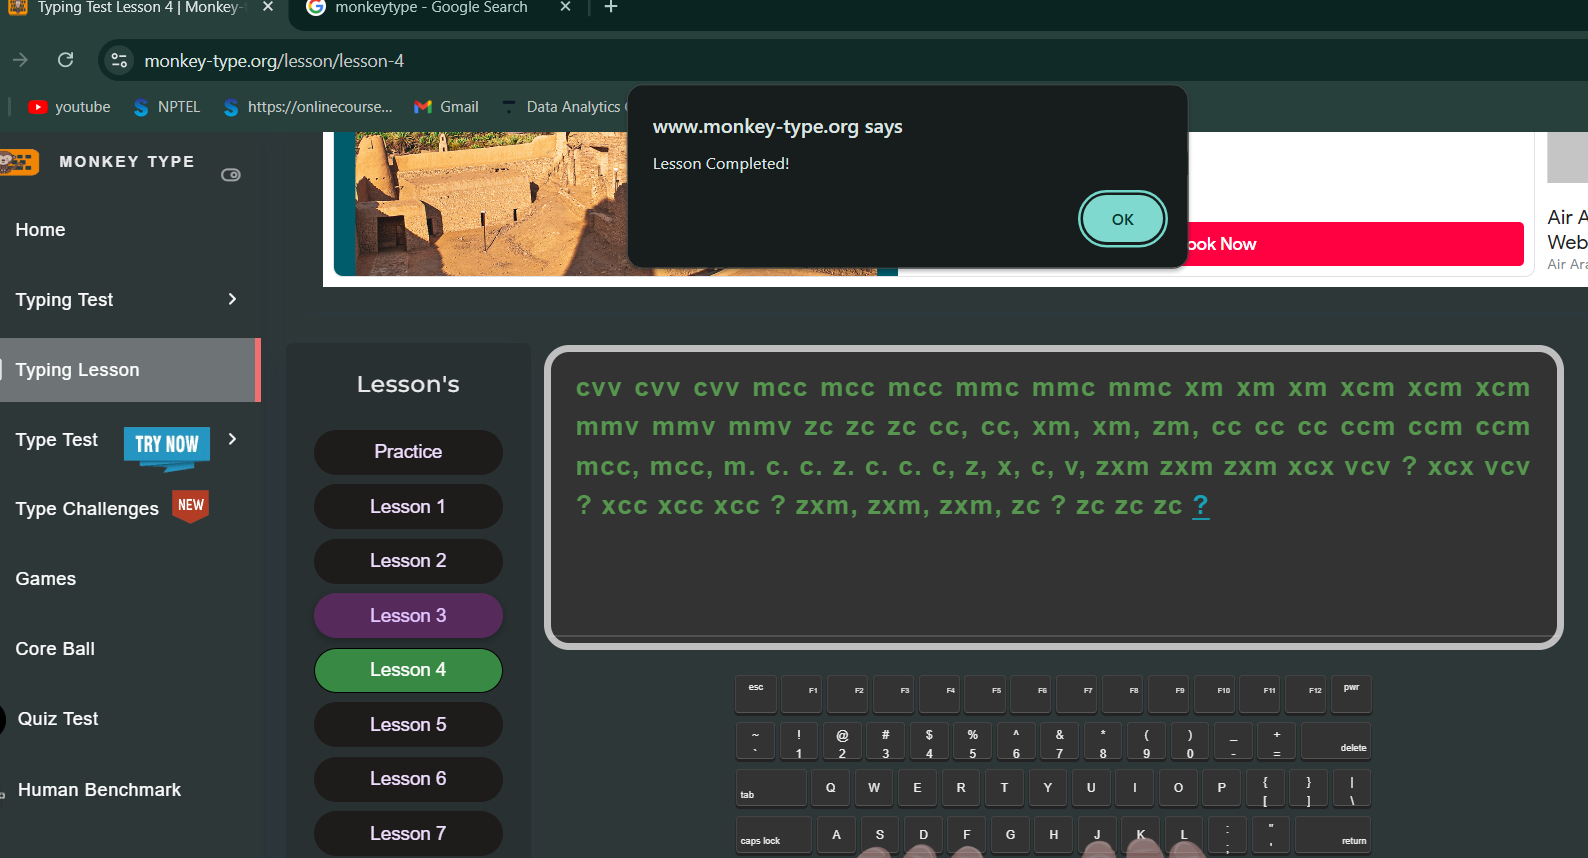 Typing Test Lesson 4 | Monkey-
monkeytype - Google Search
monkey-type.org/lesson/lesson-4
youtube
NPTEL
https://onlinecourse...
Gmail
Data Analytics
www.monkey-type.org says
Lesson Completed!
OK
MONKEY TYPE
Home
Typing Test
Typing Lesson
Type Test
TRY NOW
Type Challenges
NEW
Games
Core Ball
Quiz Test
Human Benchmark
ook Now
Air A
Web
Air Ara
Lesson's
Practice
Lesson 1
Lesson 2
Lesson 3
Lesson 4
Lesson 5
Lesson 6
Lesson 7
cvv cvv cvv mcc mcc mcc mmc mmc mmc xm xm xm xcm xcm xcm
mmv mmv mmv zc zc zc cc, cc, xm, xm, zm, cc cc cc ccm ccm ccm
mcc, mcc, m. c. c. z. c. c. c, z, x, c, v, zxm zxm zxm xcx vcv ? xcx vcv
? xcc xcc xcc ? zxm, zxm, zxm, zc ? zc zc zc ?
esc F1 F2 F3 F4 F5 F6 F7 F8 F9 F10 F11 F12 pwr
~ ! @ # $ % ^ & * ( ) _ +
` 1 2 3 4 5 6 7 8 9 0 - = delete
tab Q W E R T Y U I O P { [ } ] | \
caps lock A S D F G H J K L : ; " ' return